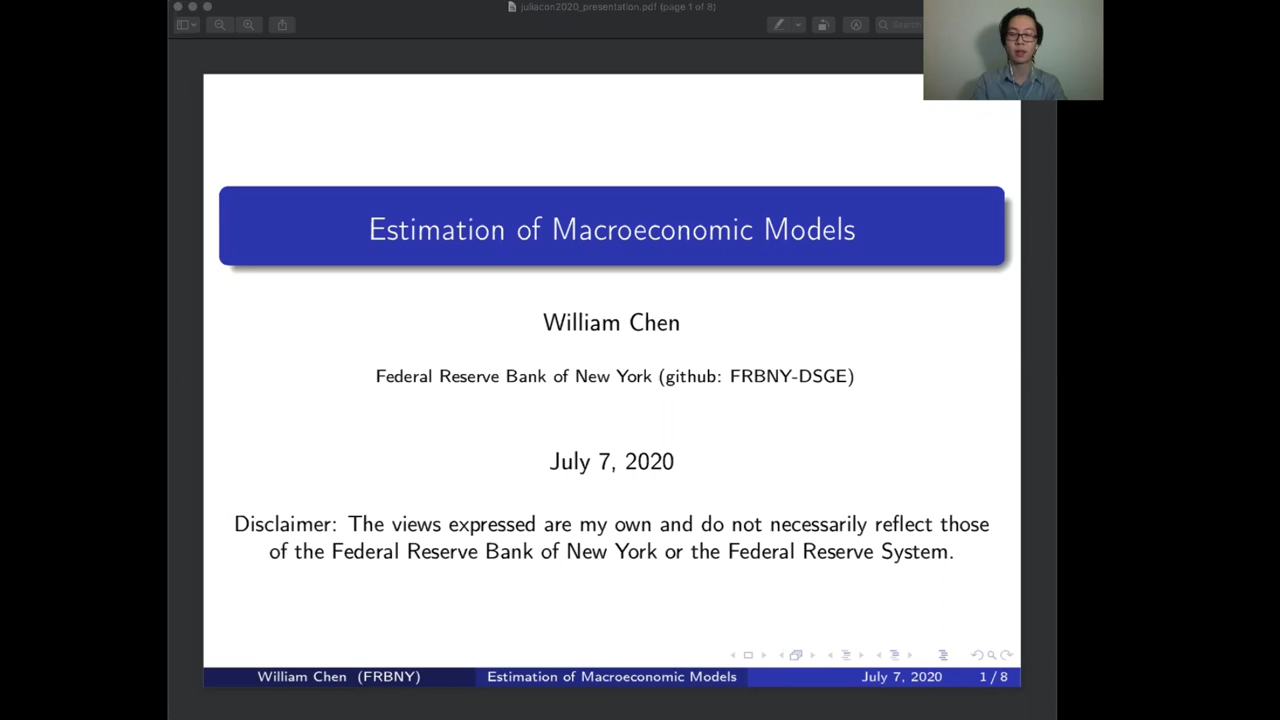 juliacon2020_presentation.pdf (page 1 of 8)
Search
Estimation of Macroeconomic Models
William Chen
Federal Reserve Bank of New York (github: FRBNY-DSGE)
July 7, 2020
Disclaimer: The views expressed are my own and do not necessarily reflect those
of the Federal Reserve Bank of New York or the Federal Reserve System.
William Chen (FRBNY) Estimation of Macroeconomic Models July 7, 2020 1 / 8